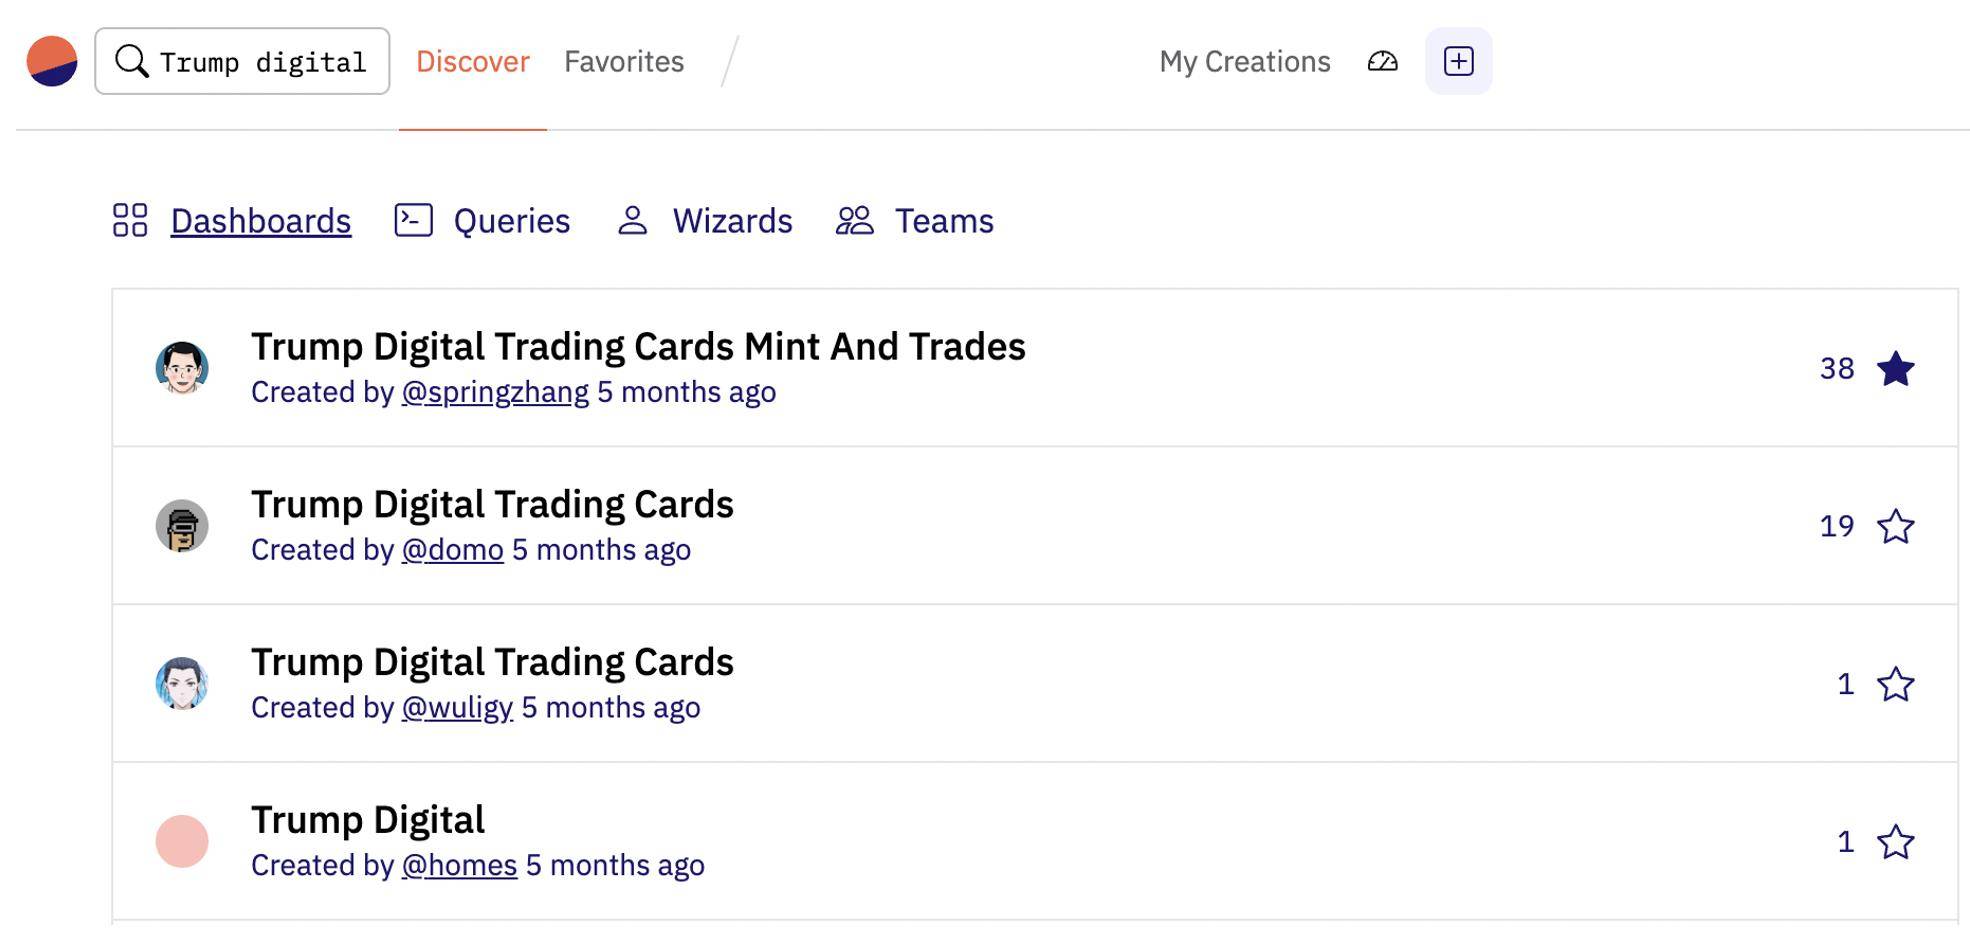 Trump digital Discover Favorites My Creations
Dashboards Queries Wizards Teams
Trump Digital Trading Cards Mint And Trades
Created by @springzhang 5 months ago
38
Trump Digital Trading Cards
Created by @domo 5 months ago
19
Trump Digital Trading Cards
Created by @wuligy 5 months ago
1
Trump Digital
Created by @homes 5 months ago
1